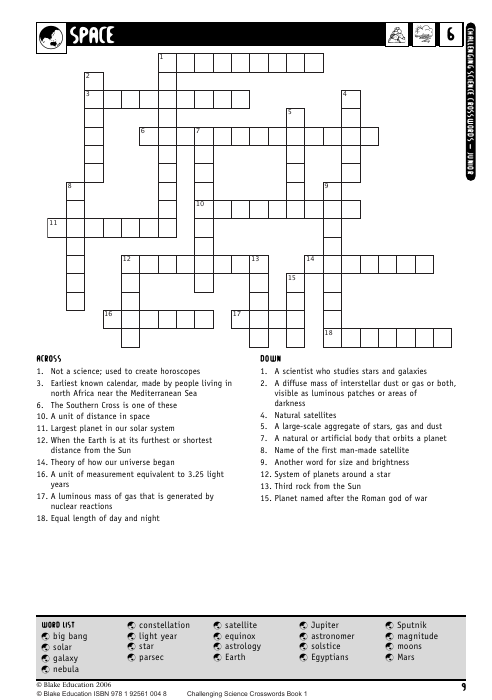 SPACE
6
CHALLENGING SCIENCE CROSSWORDS – JUNIOR
1
2
3
4
5
6
7
8
9
10
11
12
13
14
15
16
17
18
ACROSS
1. Not a science; used to create horoscopes
3. Earliest known calendar, made by people living in
north Africa near the Mediterranean Sea
6. The Southern Cross is one of these
10. A unit of distance in space
11. Largest planet in our solar system
12. When the Earth is at its furthest or shortest
distance from the Sun
14. Theory of how our universe began
16. A unit of measurement equivalent to 3.25 light
years
17. A luminous mass of gas that is generated by
nuclear reactions
18. Equal length of day and night
DOWN
1. A scientist who studies stars and galaxies
2. A diffuse mass of interstellar dust or gas or both,
visible as luminous patches or areas of
darkness
4. Natural satellites
5. A large-scale aggregate of stars, gas and dust
7. A natural or artificial body that orbits a planet
8. Name of the first man-made satellite
9. Another word for size and brightness
12. System of planets around a star
13. Third rock from the Sun
15. Planet named after the Roman god of war
WORD LIST
big bang
solar
galaxy
nebula
constellation
light year
star
parsec
satellite
equinox
astrology
Earth
Jupiter
astronomer
solstice
Egyptians
Sputnik
magnitude
moons
Mars
© Blake Education 2006
9
© Blake Education ISBN 978 1 92561 004 8 Challenging Science Crosswords Book 1